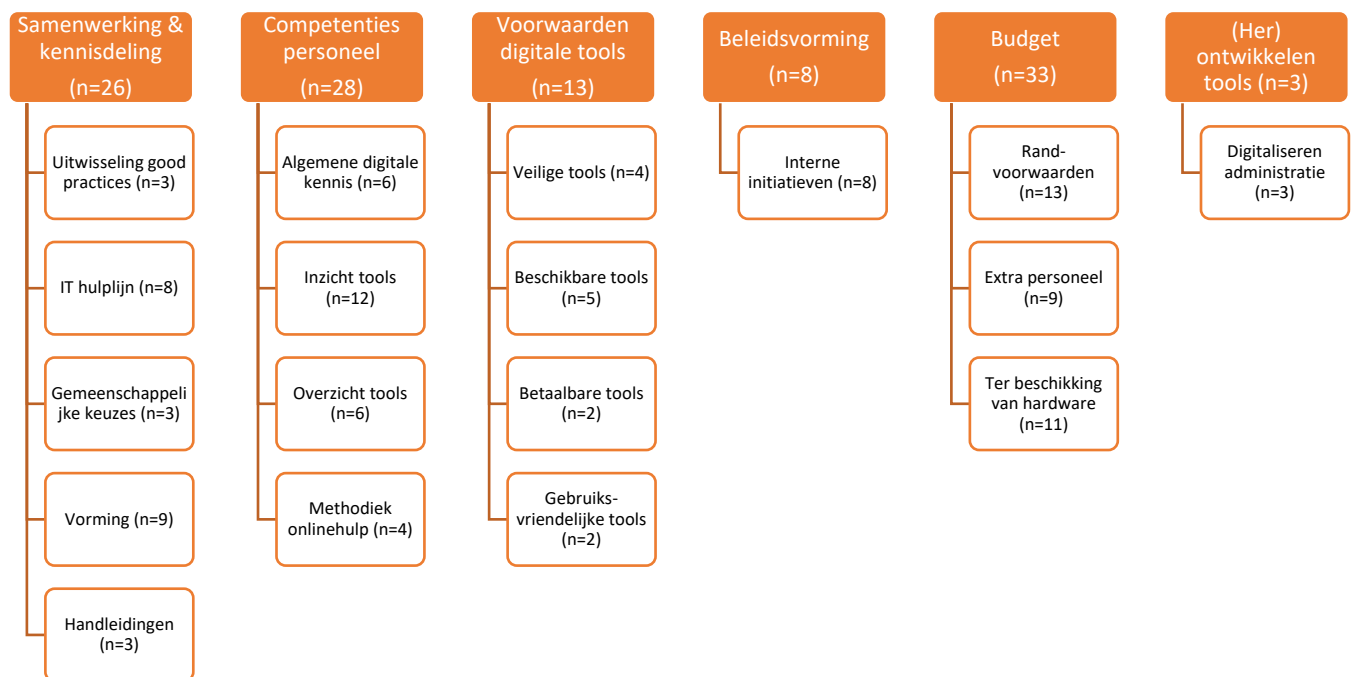 Samenwerking &
kennisdeling
(n=26)
Uitwisseling good
practices (n=3)
IT hulplijn (n=8)
Gemeenschappeli
jke keuzes (n=3)
Vorming (n=9)
Handleidingen
(n=3)
Competenties
personeel
(n=28)
Algemene digitale
kennis (n=6)
Inzicht tools
(n=12)
Overzicht tools
(n=6)
Methodiek
onlinehulp (n=4)
Voorwaarden
digitale tools
(n=13)
Veilige tools (n=4)
Beschikbare tools
(n=5)
Betaalbare tools
(n=2)
Gebruiks-
vriendelijke tools
(n=2)
Beleidsvorming
(n=8)
Interne
initiatieven (n=8)
Budget
(n=33)
Rand-
voorwaarden
(n=13)
Extra personeel
(n=9)
Ter beschikking
van hardware
(n=11)
(Her)
ontwikkelen
tools (n=3)
Digitaliseren
administratie
(n=3)